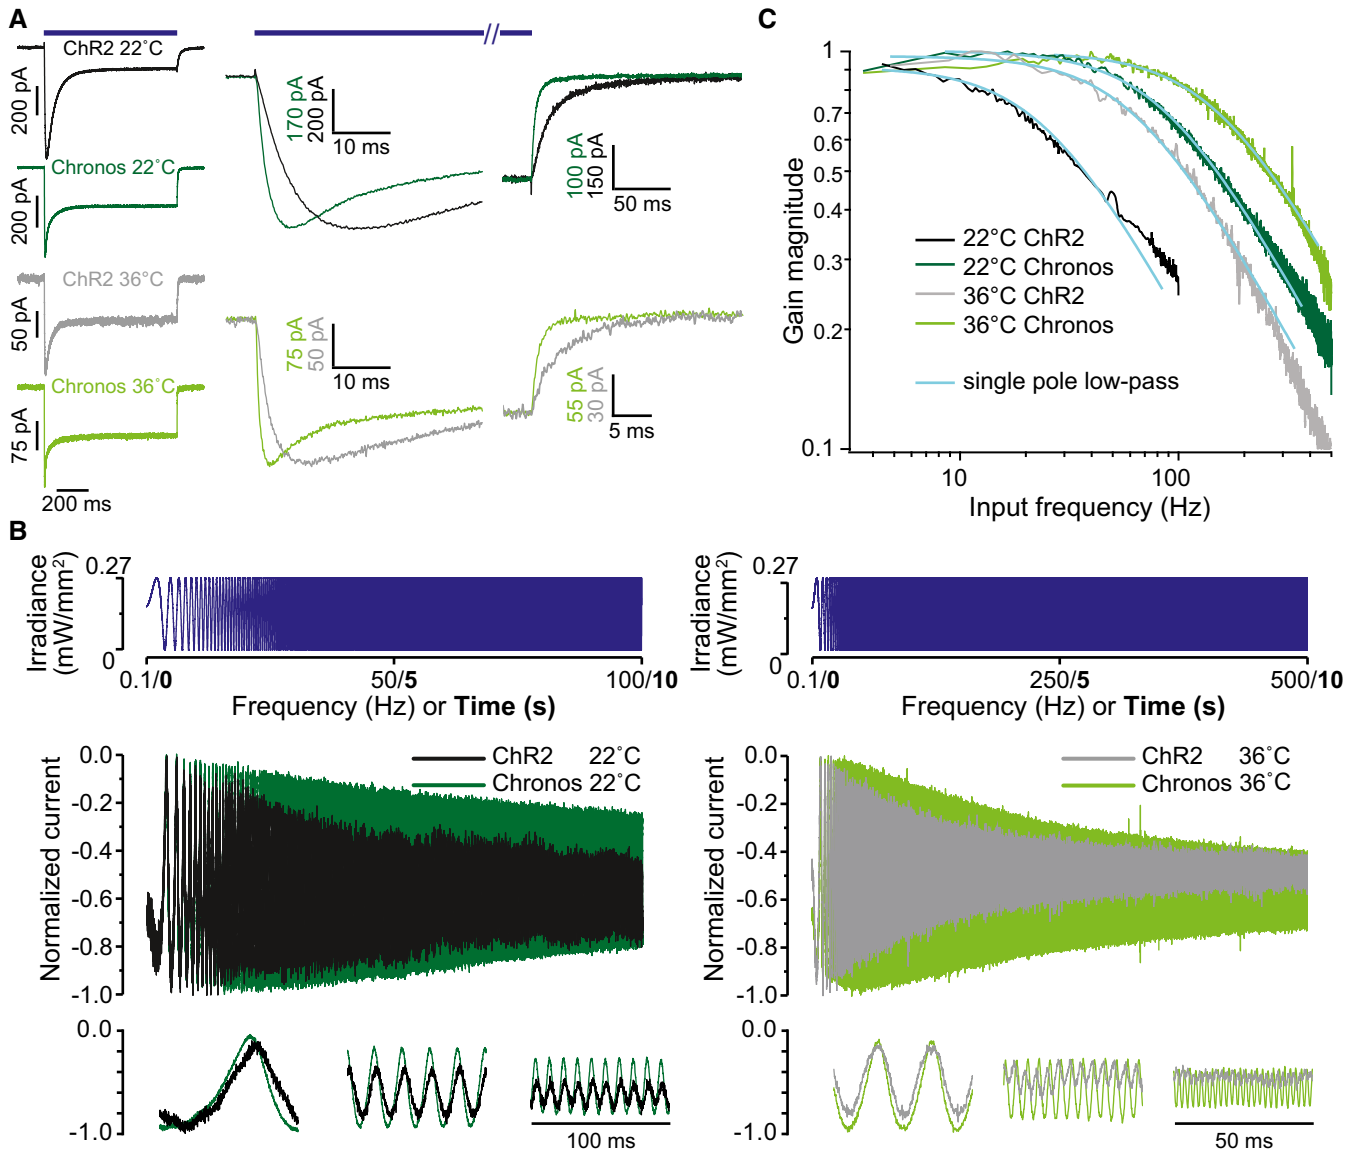 A
ChR2 22˚C
200 pA
Chronos 22˚C
200 pA
ChR2 36°C
50 pA
Chronos 36˚C
75 pA
200 ms
170 pA
200 pA
10 ms
100 pA
150 pA
50 ms
75 pA
50 pA
10 ms
55 pA
30 pA
5 ms
C
1
0.7
0.6
0.5
0.4
0.3
0.2
0.1
Gain magnitude
22°C ChR2
22°C Chronos
36°C ChR2
36°C Chronos
single pole low-pass
10
100
Input frequency (Hz)
B
Irradiance
(mW/mm²)
0.27
0
0.1/0
50/5
100/10
Frequency (Hz) or Time (s)
Irradiance
(mW/mm²)
0.27
0
0.1/0
250/5
500/10
Frequency (Hz) or Time (s)
Normalized current
0.0
-0.2
-0.4
-0.6
-0.8
-1.0
ChR2 22˚C
Chronos 22˚C
0.0
-1.0
100 ms
Normalized current
0.0
-0.2
-0.4
-0.6
-0.8
-1.0
ChR2 36˚C
Chronos 36˚C
0.0
-1.0
50 ms